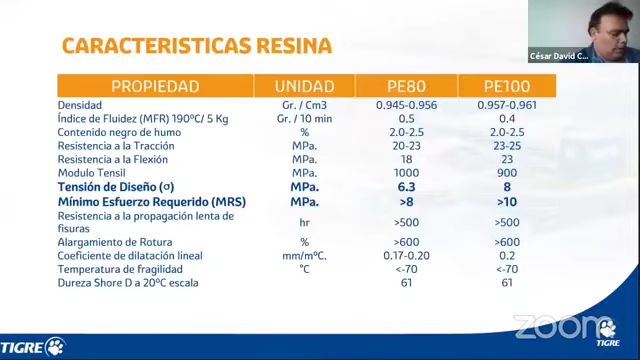 CARACTERISTICAS RESINA
César David C...
PROPIEDAD UNIDAD PE80 PE100
Densidad Gr. / Cm3 0.945-0.956 0.957-0.961
Índice de Fluidez (MFR) 190ºC/ 5 Kg Gr. / 10 min 0.5 0.4
Contenido negro de humo % 2.0-2.5 2.0-2.5
Resistencia a la Tracción MPa. 20-23 23-25
Resistencia a la Flexión MPa. 18 23
Modulo Tensil MPa. 1000 900
Tensión de Diseño (σ) MPa. 6.3 8
Mínimo Esfuerzo Requerido (MRS) MPa. >8 >10
Resistencia a la propagación lenta de
fisuras hr >500 >500
Alargamiento de Rotura % >600 >600
Coeficiente de dilatación lineal mm/mºC. 0.17-0.20 0.2
Temperatura de fragilidad °C <-70 <-70
Dureza Shore D a 20ºC escala 61 61
TIGRE
zoom
TIGRE